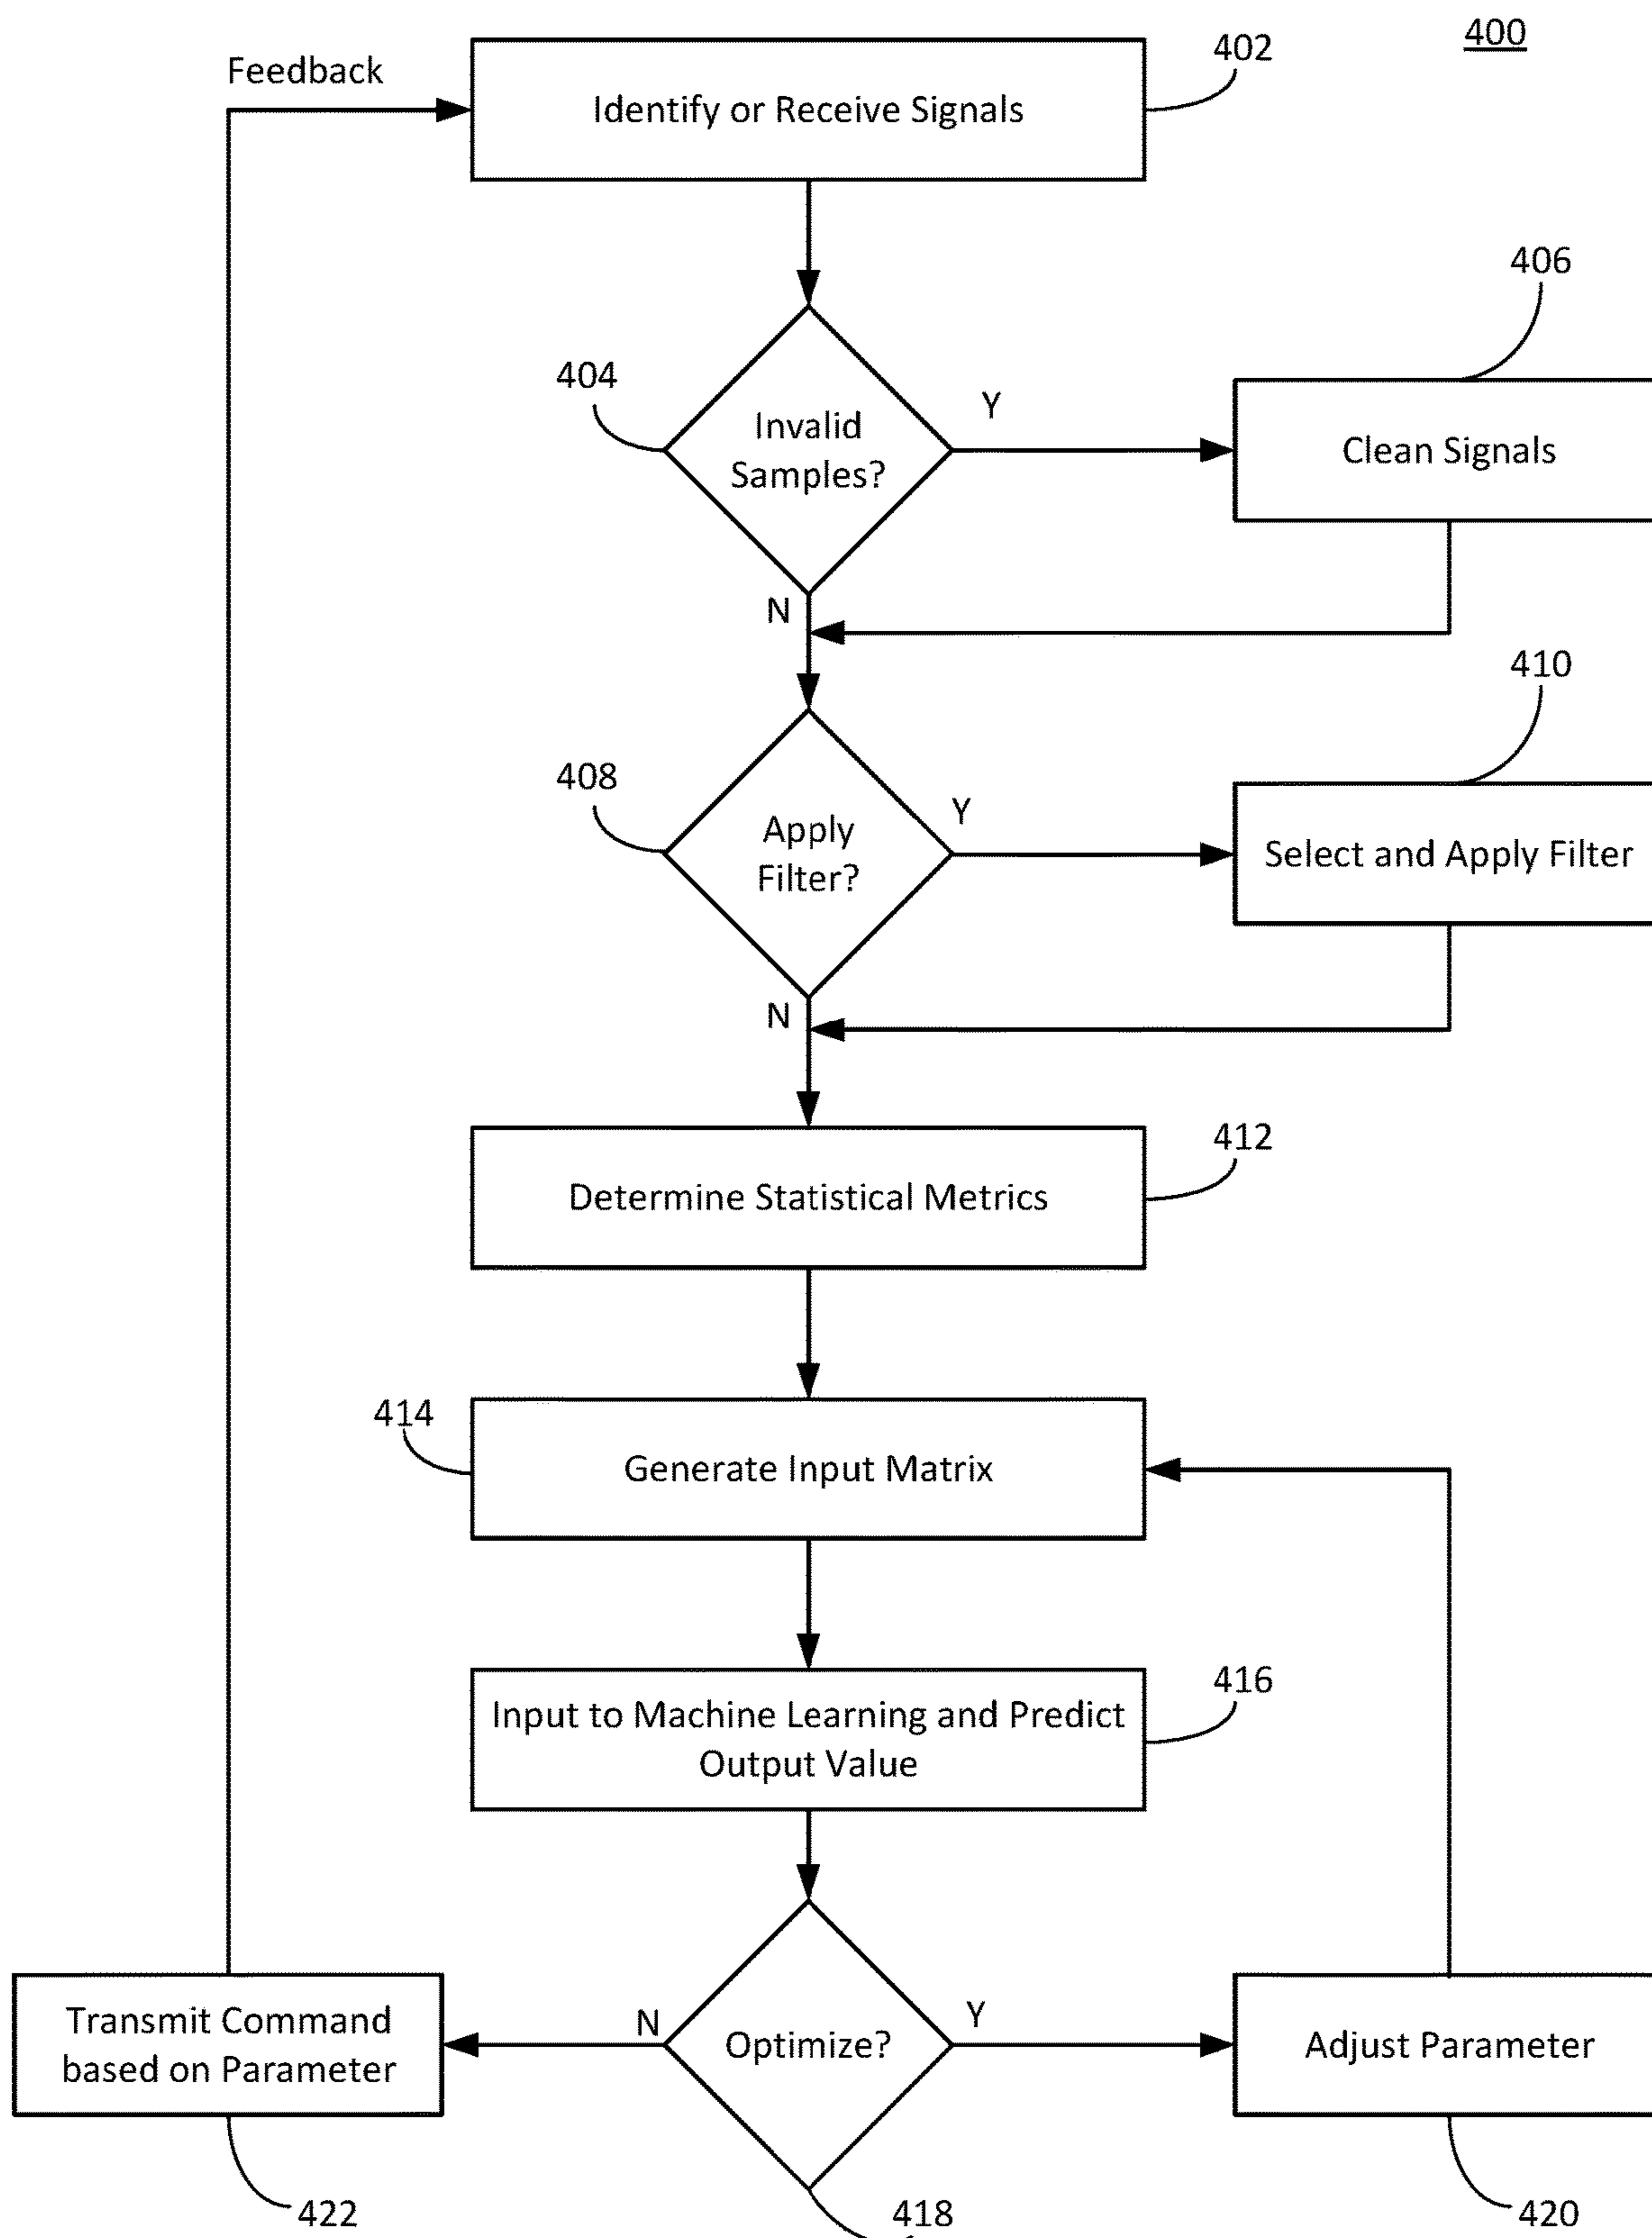 400
402
Feedback
Identify or Receive Signals
406
404
Invalid
Samples?
Y
Clean Signals
N
410
408
Apply
Filter?
Y
Select and Apply Filter
N
412
Determine Statistical Metrics
414
Generate Input Matrix
416
Input to Machine Learning and Predict
Output Value
Transmit Command
based on Parameter
N
Optimize?
Y
Adjust Parameter
422
418
420